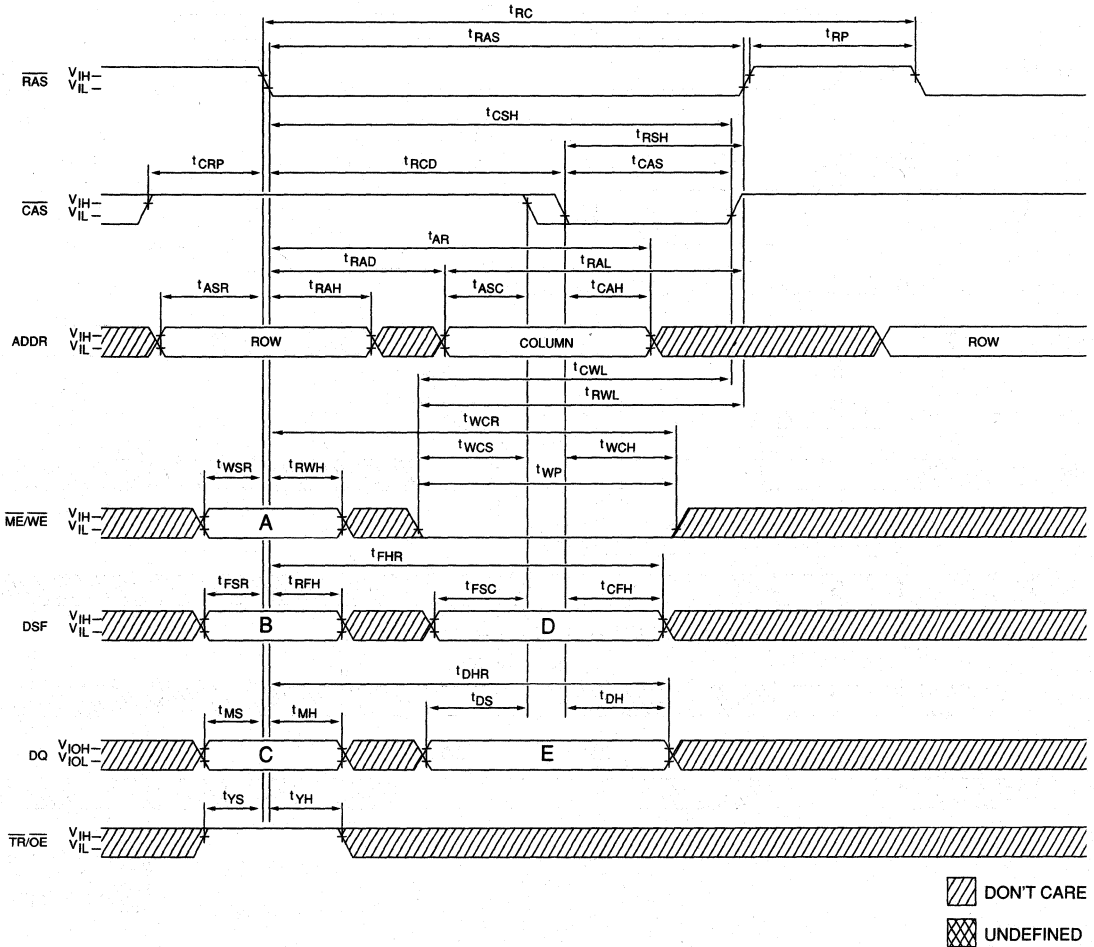 tRC
tRAS
tRP
RAS VIH VIL
tCSH
tRSH
tCRP tRCD tCAS
CAS VIH VIL
tAR
tRAD tRAL
tASR tRAH tASC tCAH
ADDR VIH VIL ROW COLUMN ROW
tCWL
tRWL
tWCR
tWCS tWCH
tWSR tRWH tWP
ME/WE VIH VIL A
tFHR
tFSR tRFH tFSC tCFH
DSF VIH VIL B D
tDHR
tMS tMH tDS tDH
DQ VIOH VIOL C E
tYS tYH
TR/OE VIH VIL
DON'T CARE
UNDEFINED